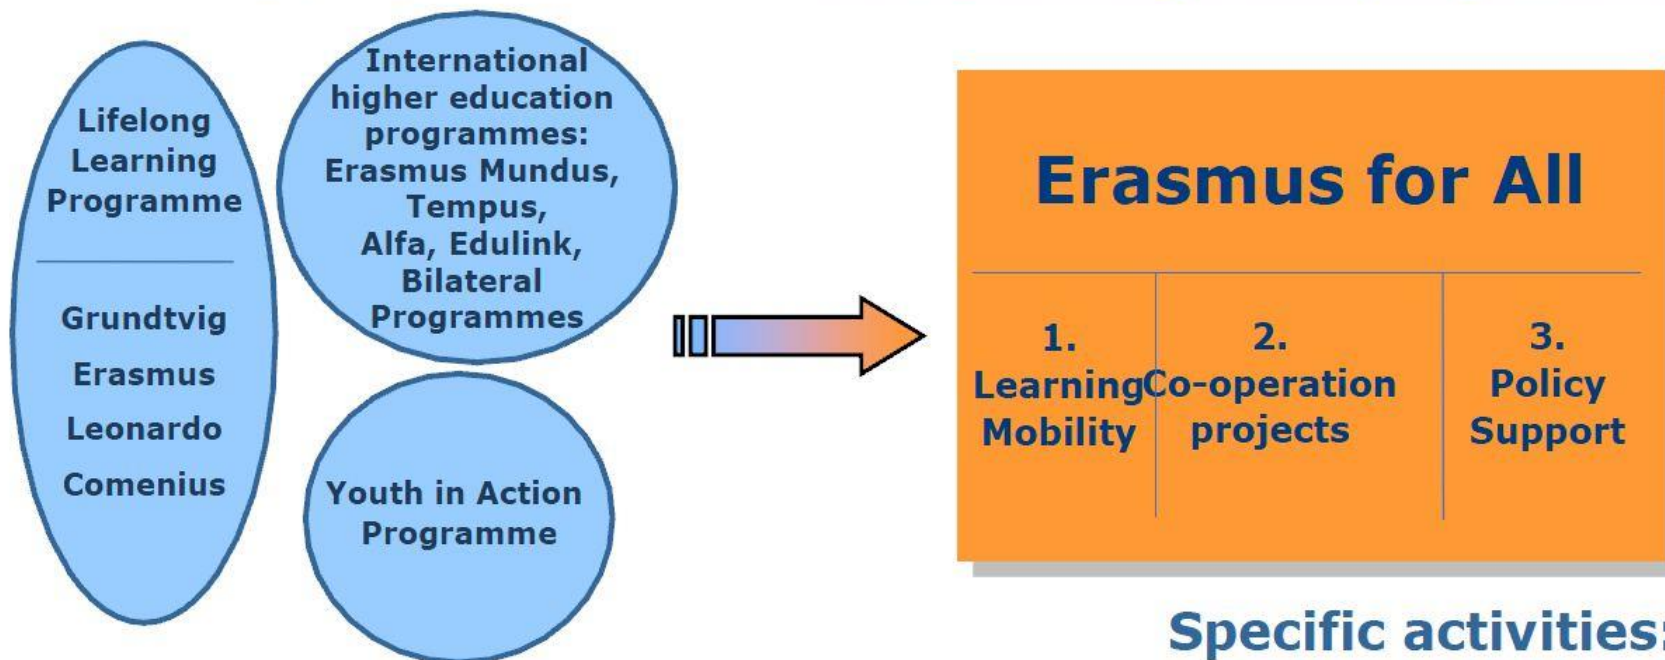 Lifelong
Learning
Programme
Grundtvig
Erasmus
Leonardo
Comenius
International
higher education
programmes:
Erasmus Mundus,
Tempus,
Alfa, Edulink,
Bilateral
Programmes
Youth in Action
Programme
Erasmus for All
1.
Learning
Mobility
2.
Co-operation
projects
3.
Policy
Support
Specific activities: